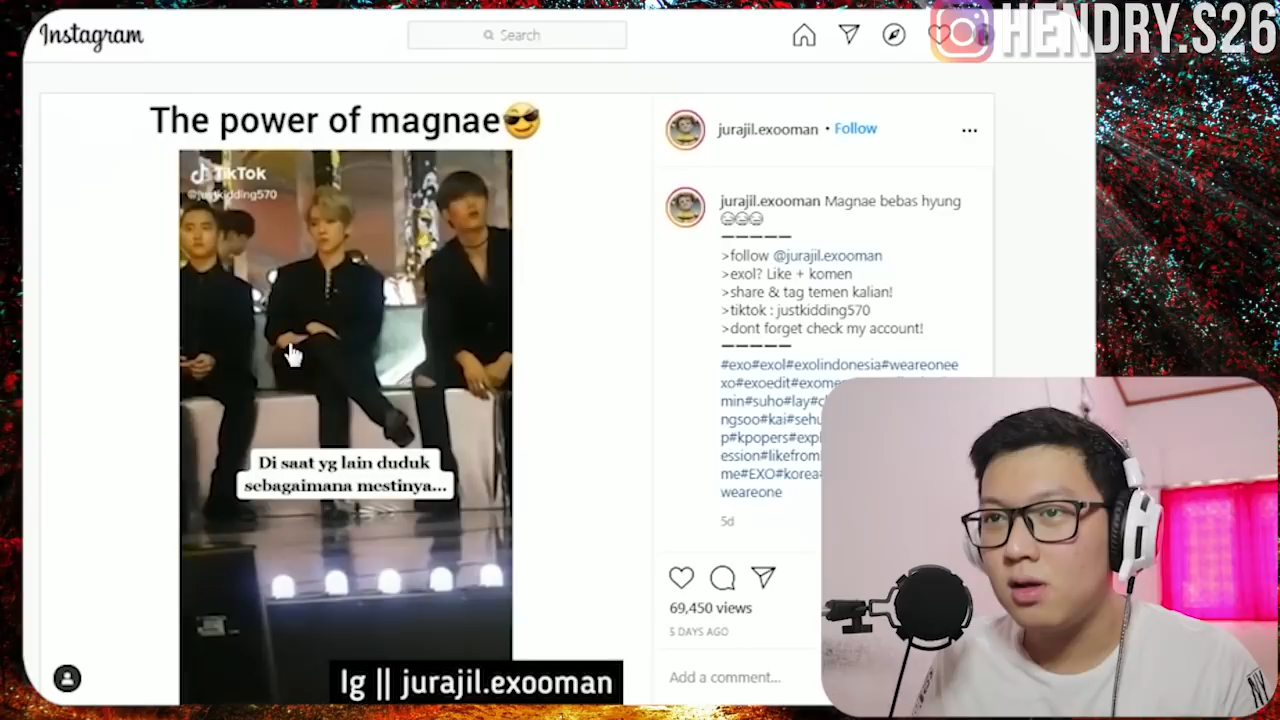 Instagram
Search
HENDRY.S26
The power of magnae
TikTok
@justkidding570
Di saat yg lain duduk
sebagaimana mestinya...
Ig || jurajil.exooman
jurajil.exooman • Follow
jurajil.exooman Magnae bebas hyung
—————
>follow @jurajil.exooman
>exol? Like + komen
>share & tag temen kalian!
>tiktok : justkidding570
>dont forget check my account!
—————
#exo#exol#exolindonesia#weareonee
xo#exoedit#exome
min#suho#lay#c
ngsoo#kai#sehu
p#kpopers#expl
ession#likefrom
me#EXO#korea#
weareone
5d
69,450 views
5 DAYS AGO
Add a comment...